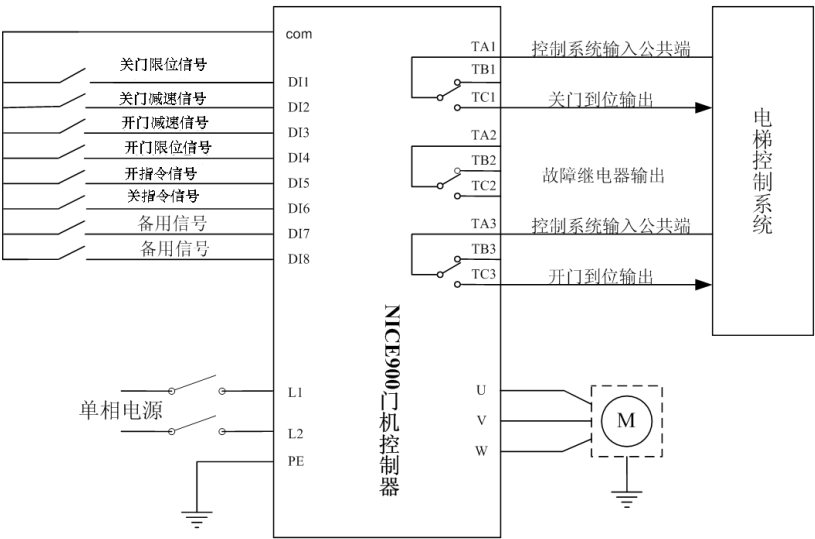 com
关门限位信号
DI1
关门减速信号
DI2
开门减速信号
DI3
开门限位信号
DI4
开指令信号
DI5
关指令信号
DI6
备用信号
DI7
备用信号
DI8
单相电源
L1
L2
PE
NICE900门机控制器
TA1
控制系统输入公共端
TB1
TC1
关门到位输出
TA2
TB2
故障继电器输出
TC2
TA3
控制系统输入公共端
TB3
TC3
开门到位输出
U
V
W
M
电梯控制系统